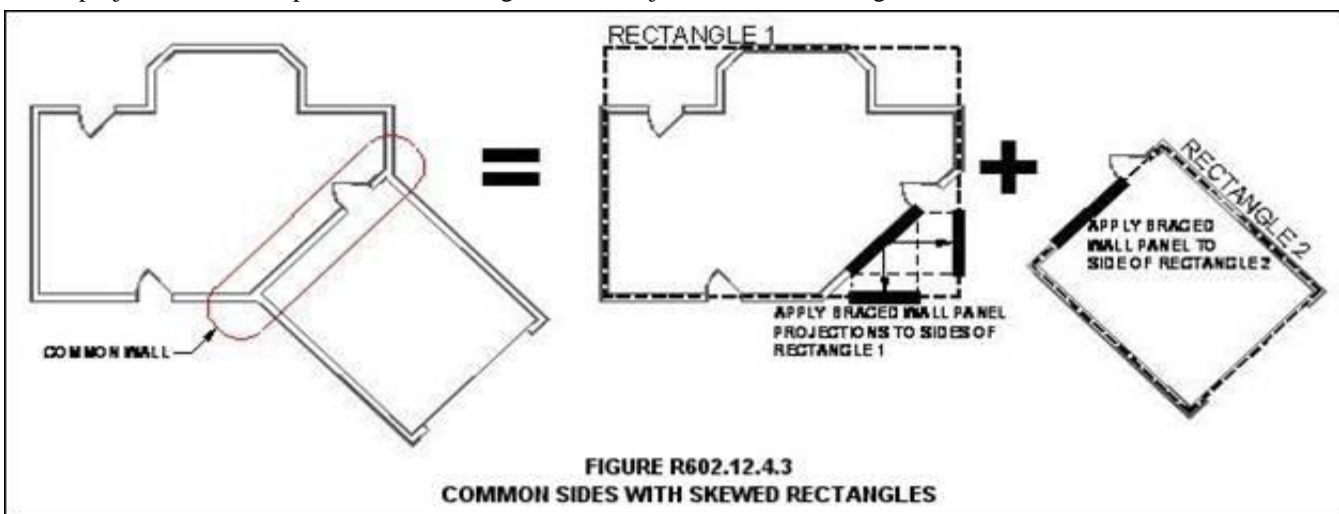 RECTANGLE 1
COMMON WALL
APPLY BRACED WALL PANEL
PROJECTIONS TO SIDES OF
RECTANGLE 1
RECTANGLE 2
APPLY BRACED
WALL PANEL TO
SIDE OF RECTANGLE 2
FIGURE R602.12.4.3
COMMON SIDES WITH SKEWED RECTANGLES